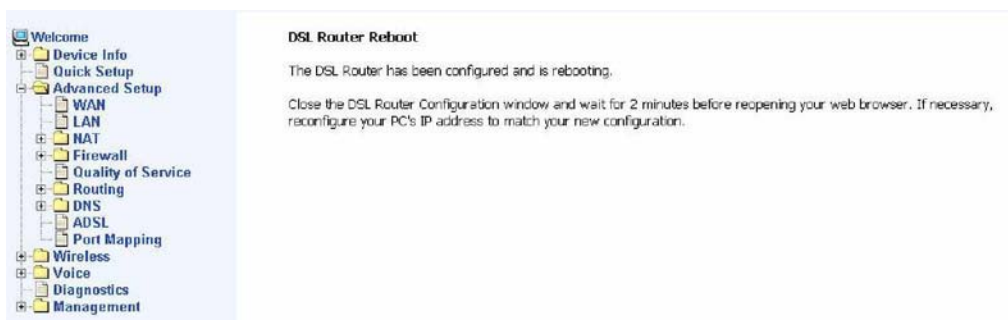 Welcome
Device Info
Quick Setup
Advanced Setup
WAN
LAN
NAT
Firewall
Quality of Service
Routing
DNS
ADSL
Port Mapping
Wireless
Voice
Diagnostics
Management
DSL Router Reboot
The DSL Router has been configured and is rebooting.
Close the DSL Router Configuration window and wait for 2 minutes before reopening your web browser. If necessary,
reconfigure your PC's IP address to match your new configuration.